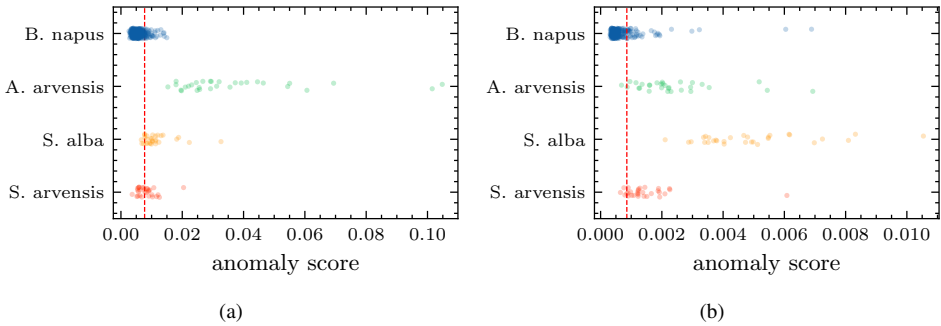 B. napus
A. arvensis
S. alba
S. arvensis
0.00 0.02 0.04 0.06 0.08 0.10
anomaly score
(a)
B. napus
A. arvensis
S. alba
S. arvensis
0.000 0.002 0.004 0.006 0.008 0.010
anomaly score
(b)